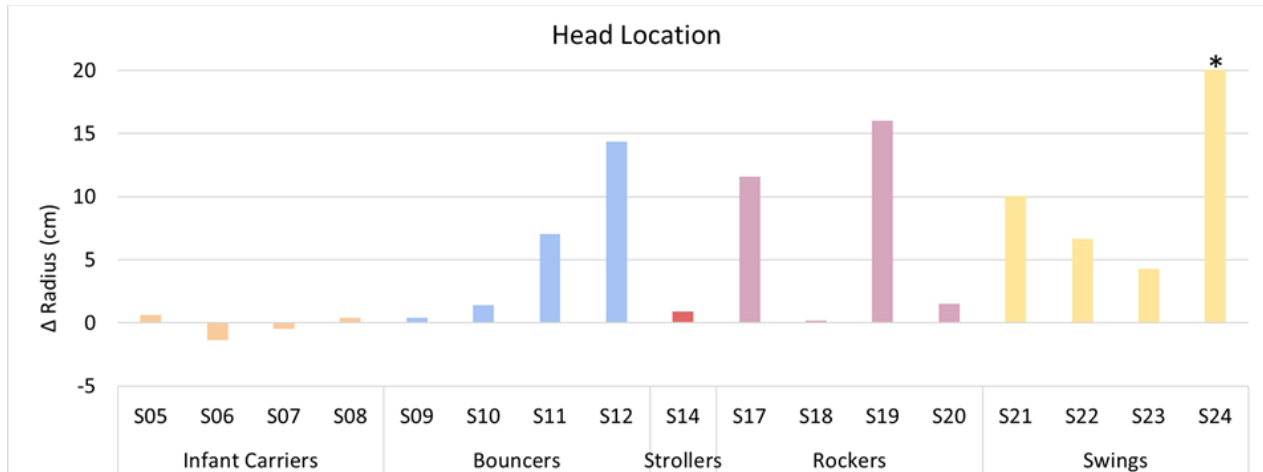 Head Location
Δ Radius (cm)
20
15
10
5
0
-5
*
S05 S06 S07 S08 S09 S10 S11 S12 S14 S17 S18 S19 S20 S21 S22 S23 S24
Infant Carriers Bouncers Strollers Rockers Swings